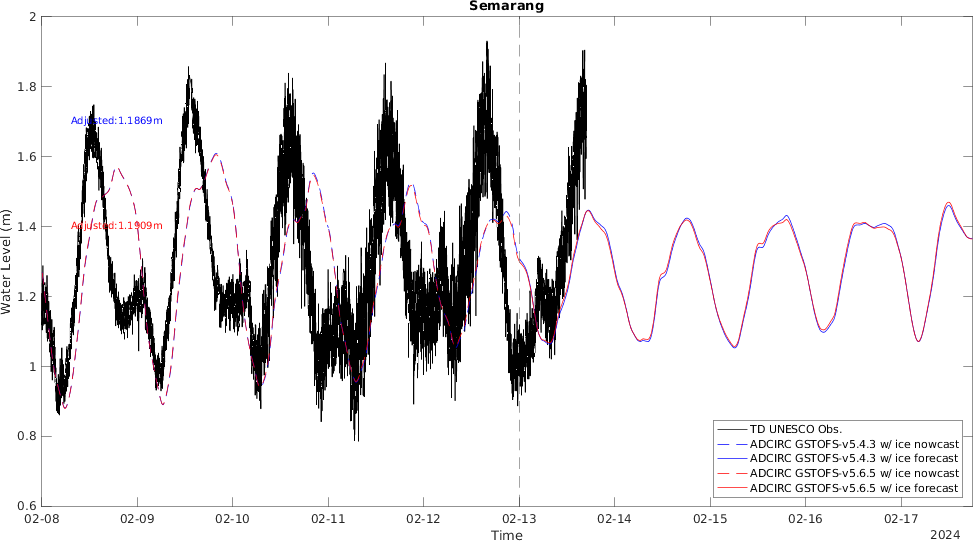 Semarang
Water Level (m)
2
1.8
1.6
1.4
1.2
1
0.8
0.6
Adjusted:1.1869m
Adjusted:1.1909m
TD UNESCO Obs.
ADCIRC GSTOFS-v5.4.3 w/ ice nowcast
ADCIRC GSTOFS-v5.4.3 w/ ice forecast
ADCIRC GSTOFS-v5.6.5 w/ ice nowcast
ADCIRC GSTOFS-v5.6.5 w/ ice forecast
02-08 02-09 02-10 02-11 02-12 02-13 02-14 02-15 02-16 02-17
Time
2024